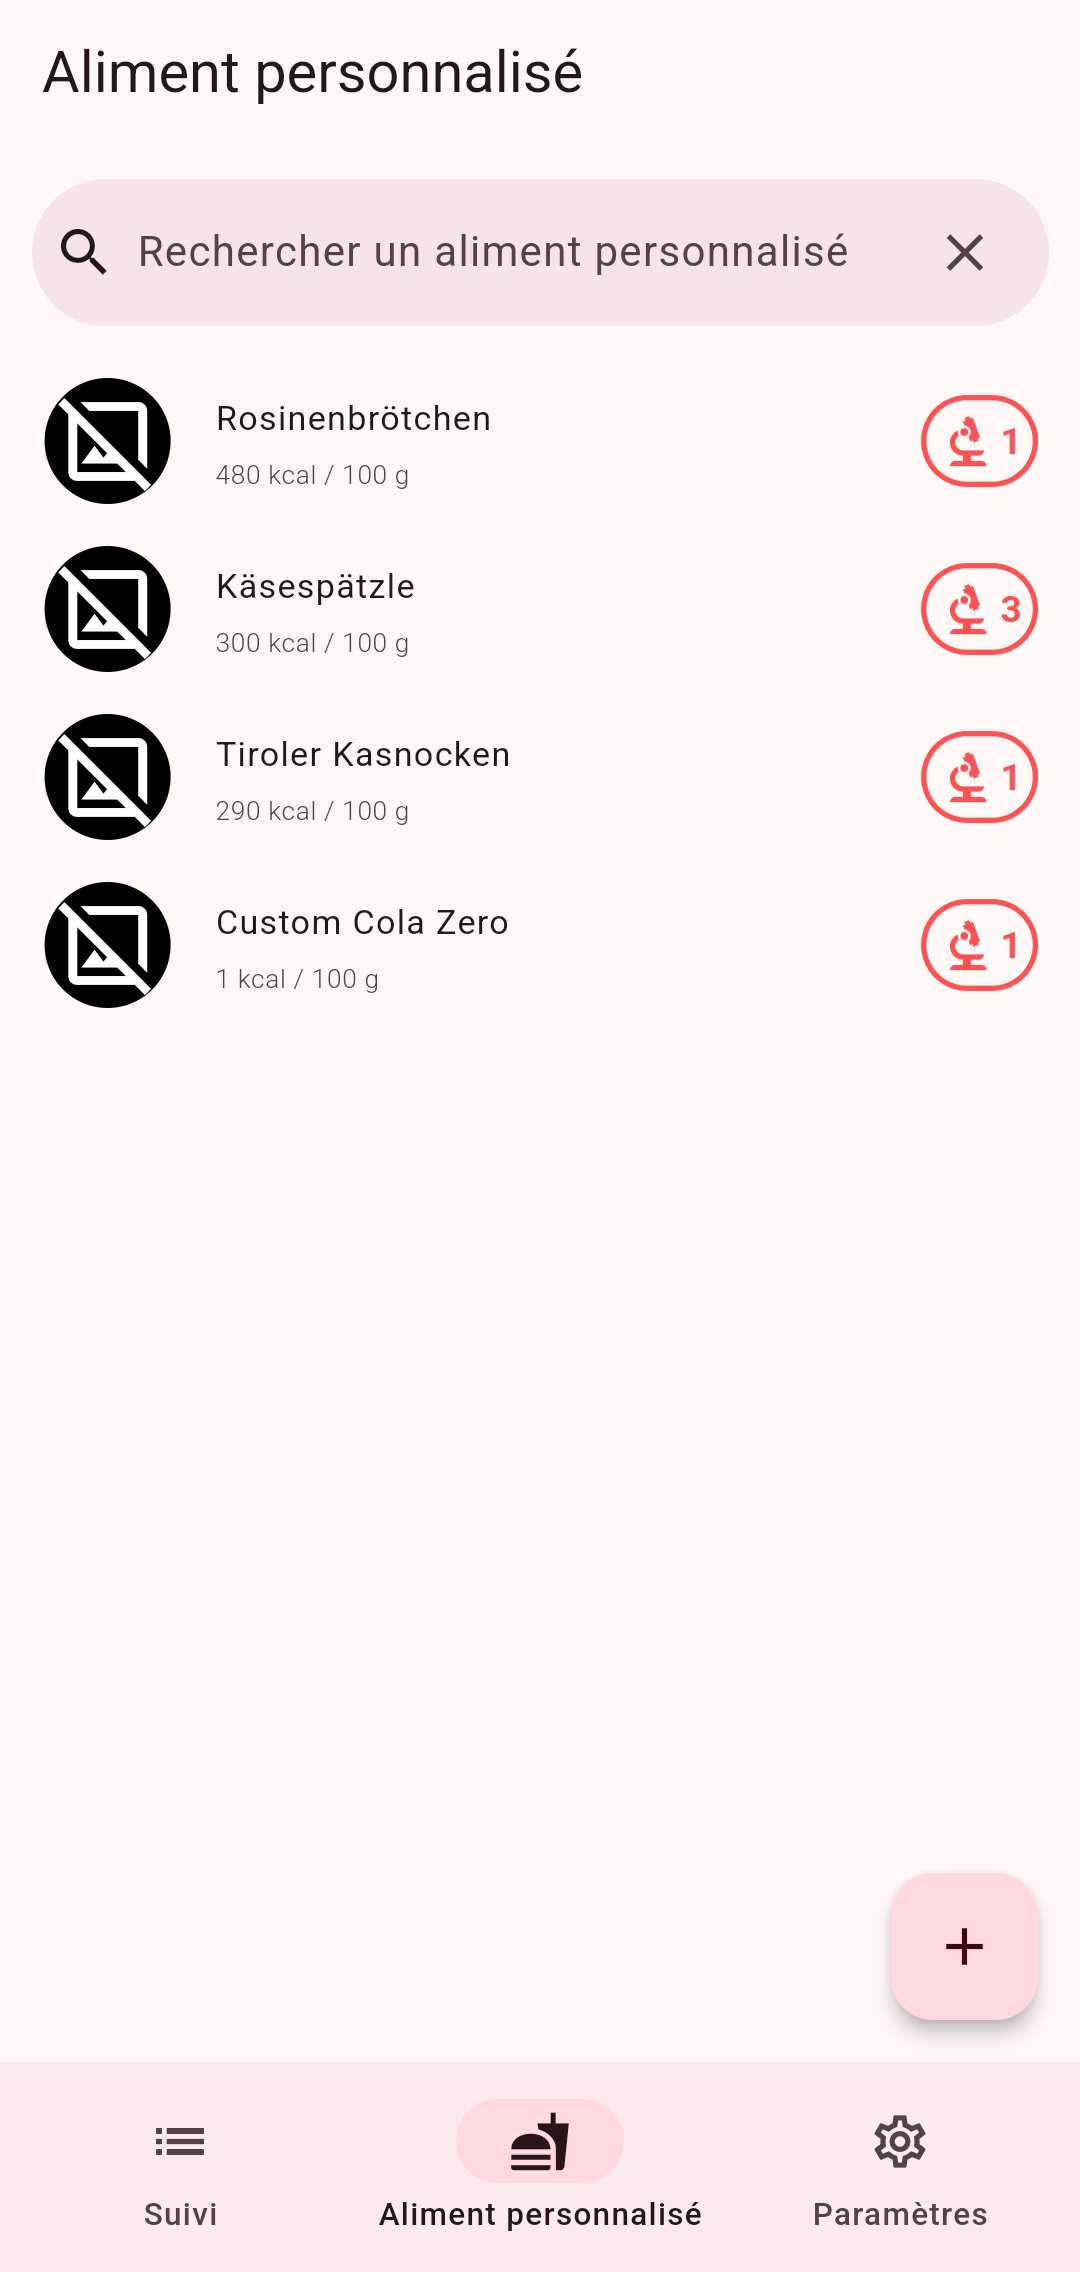 Aliment personnalisé
Rechercher un aliment personnalisé
Rosinenbrötchen
480 kcal / 100 g
1
Käsespätzle
300 kcal / 100 g
3
Tiroler Kasnocken
290 kcal / 100 g
1
Custom Cola Zero
1 kcal / 100 g
1
Suivi
Aliment personnalisé
Paramètres